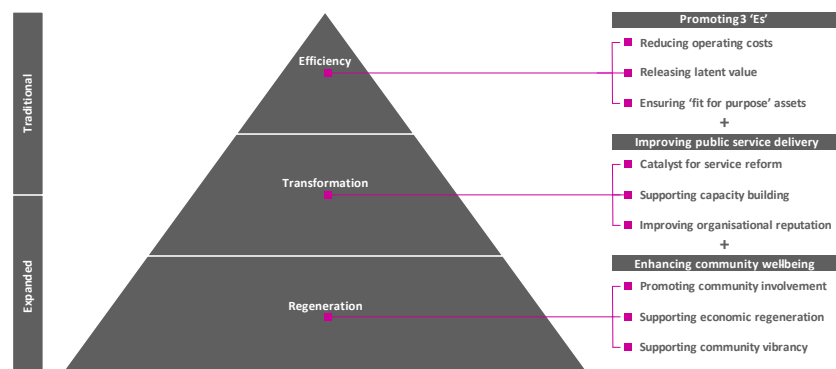 Promoting 3 ‘Es’
Efficiency
Reducing operating costs
Releasing latent value
Ensuring ‘fit for purpose’ assets
Traditional
+
Improving public service delivery
Transformation
Catalyst for service reform
Supporting capacity building
Improving organisational reputation
+
Expanded
Enhancing community wellbeing
Regeneration
Promoting community involvement
Supporting economic regeneration
Supporting community vibrancy